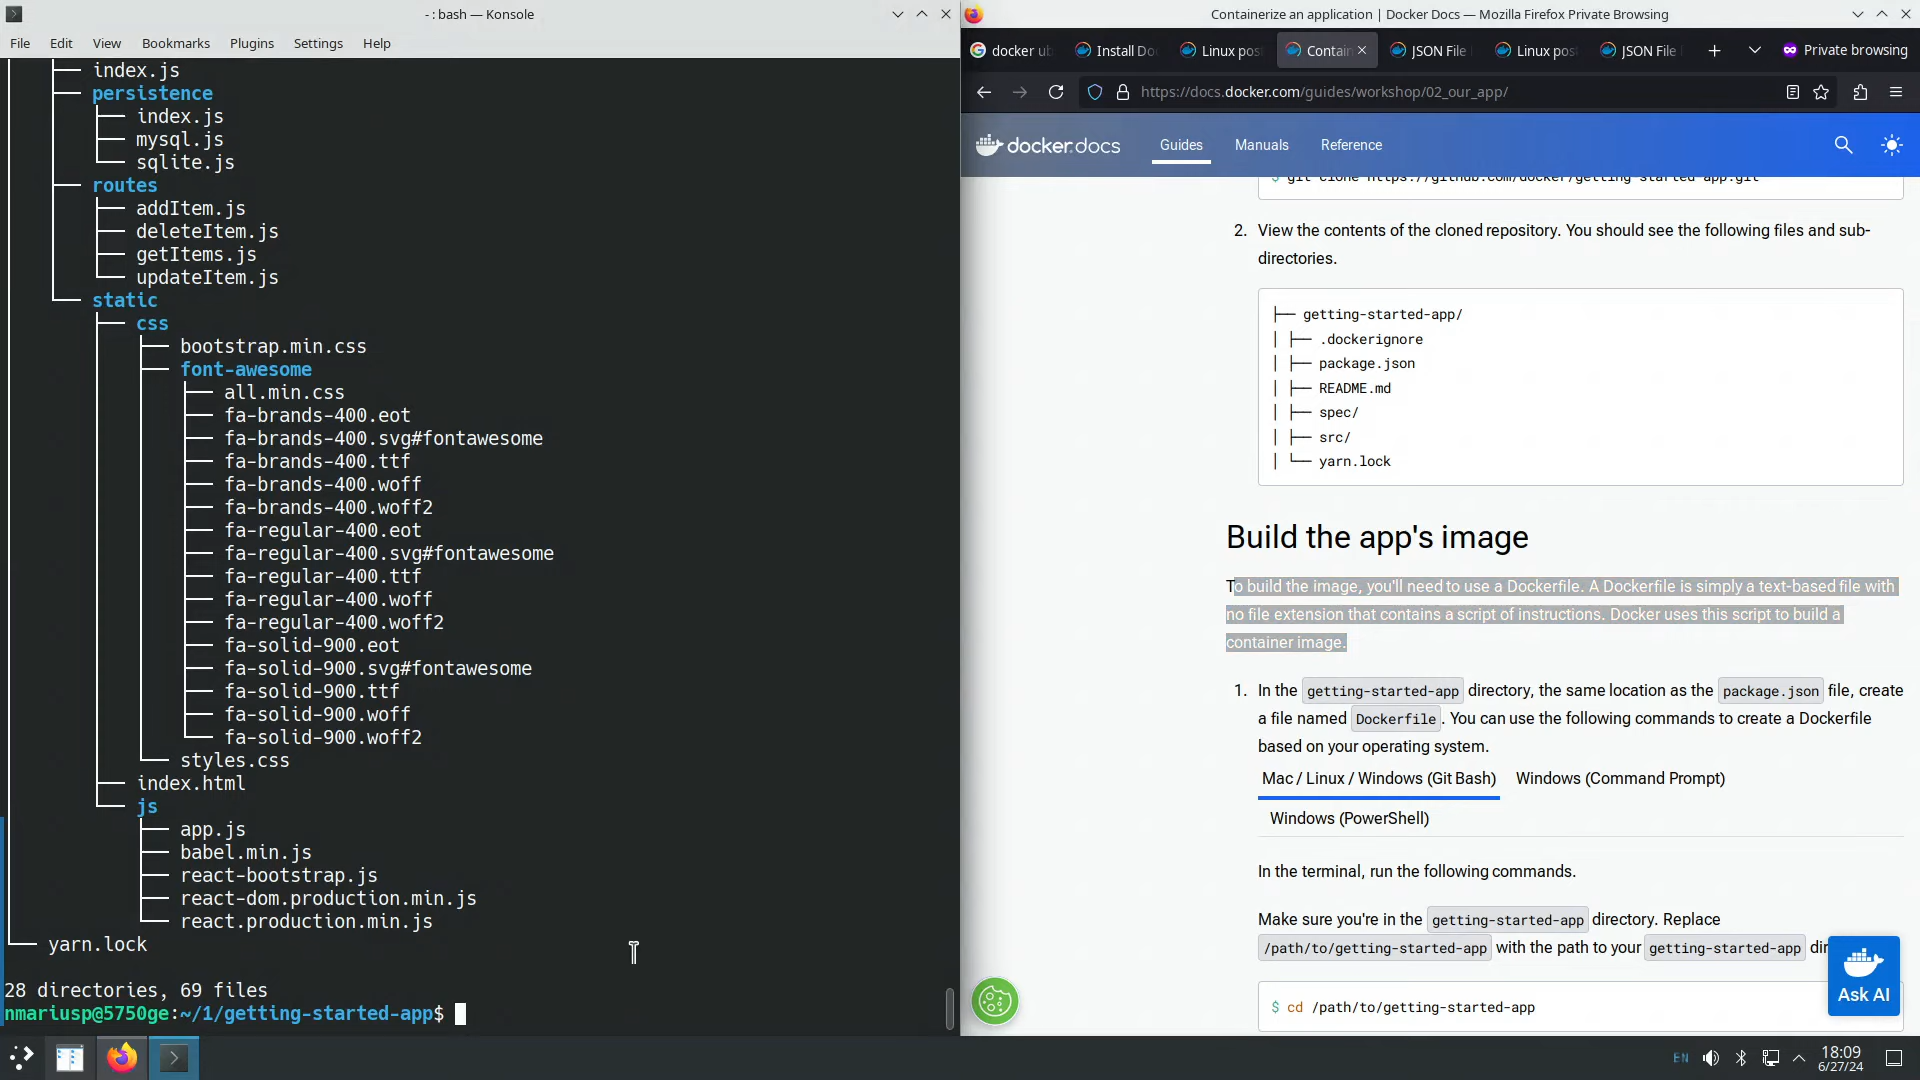 - : bash — Konsole
File Edit View Bookmarks Plugins Settings Help
index.js
persistence
index.js
mysql.js
sqlite.js
routes
addItem.js
deleteItem.js
getItems.js
updateItem.js
static
css
bootstrap.min.css
font-awesome
all.min.css
fa-brands-400.eot
fa-brands-400.svg#fontawesome
fa-brands-400.ttf
fa-brands-400.woff
fa-brands-400.woff2
fa-regular-400.eot
fa-regular-400.svg#fontawesome
fa-regular-400.ttf
fa-regular-400.woff
fa-regular-400.woff2
fa-solid-900.eot
fa-solid-900.svg#fontawesome
fa-solid-900.ttf
fa-solid-900.woff
fa-solid-900.woff2
styles.css
index.html
js
app.js
babel.min.js
react-bootstrap.js
react-dom.production.min.js
react.production.min.js
yarn.lock
28 directories, 69 files
nmariusp@5750ge:~/1/getting-started-app$
Containerize an application | Docker Docs — Mozilla Firefox Private Browsing
docker ub Install Do Linux pos Contain JSON File Linux pos JSON File Private browsing
https://docs.docker.com/guides/workshop/02_our_app/
docker.docs Guides Manuals Reference
$ git clone https://github.com/docker/getting-started-app.git
2. View the contents of the cloned repository. You should see the following files and sub-
directories.
├── getting-started-app/
│ ├── .dockerignore
│ ├── package.json
│ ├── README.md
│ ├── spec/
│ ├── src/
│ └── yarn.lock
Build the app's image
To build the image, you'll need to use a Dockerfile. A Dockerfile is simply a text-based file with
no file extension that contains a script of instructions. Docker uses this script to build a
container image.
1. In the getting-started-app directory, the same location as the package.json file, create
a file named Dockerfile. You can use the following commands to create a Dockerfile
based on your operating system.
Mac / Linux / Windows (Git Bash) Windows (Command Prompt)
Windows (PowerShell)
In the terminal, run the following commands.
Make sure you're in the getting-started-app directory. Replace
/path/to/getting-started-app with the path to your getting-started-app dir
$ cd /path/to/getting-started-app
Ask AI
EN 18:09
6/27/24